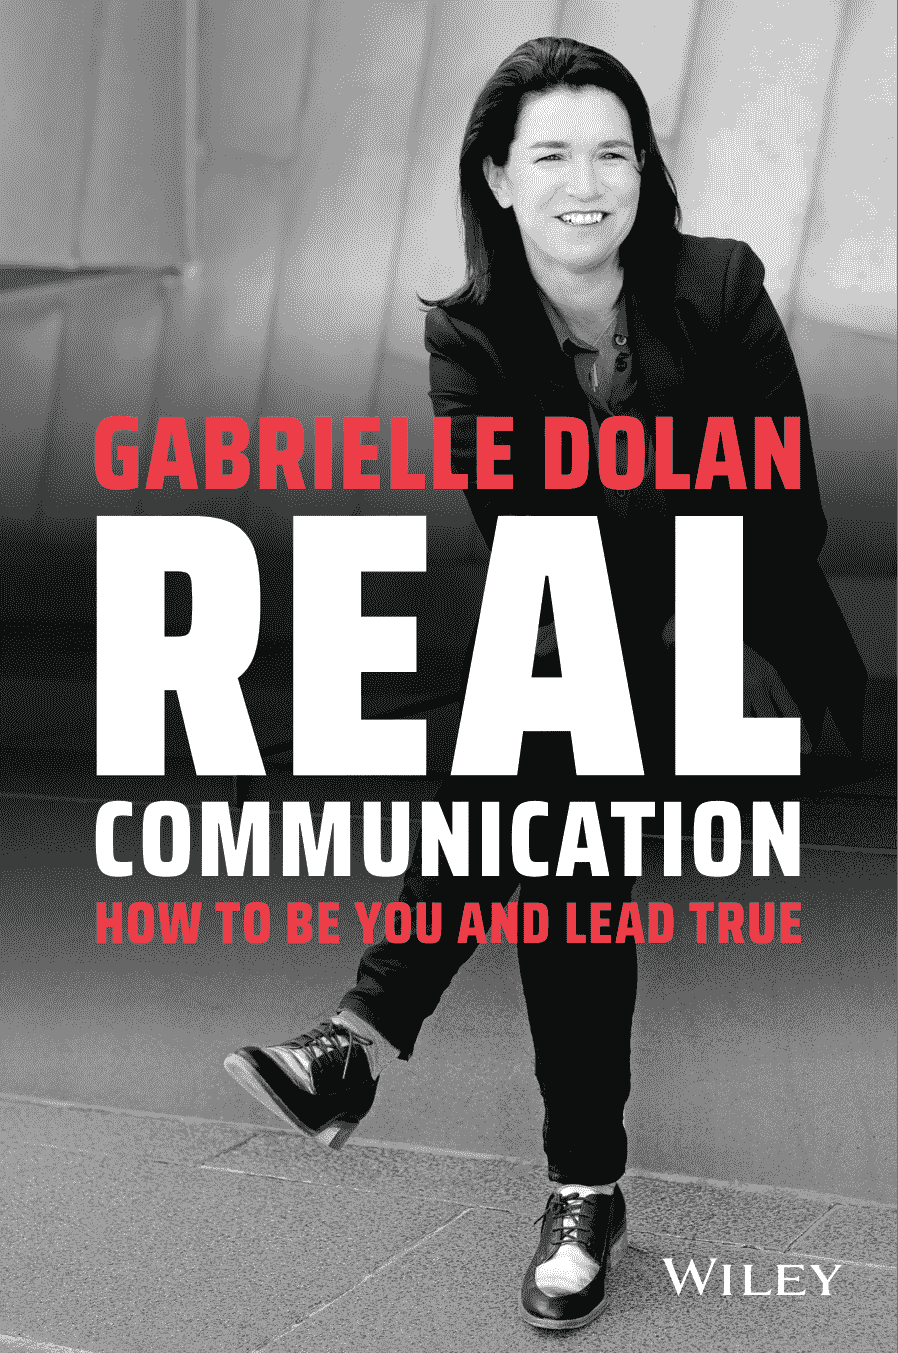 GABRIELLE DOLAN
REAL
COMMUNICATION
HOW TO BE YOU AND LEAD TRUE
WILEY